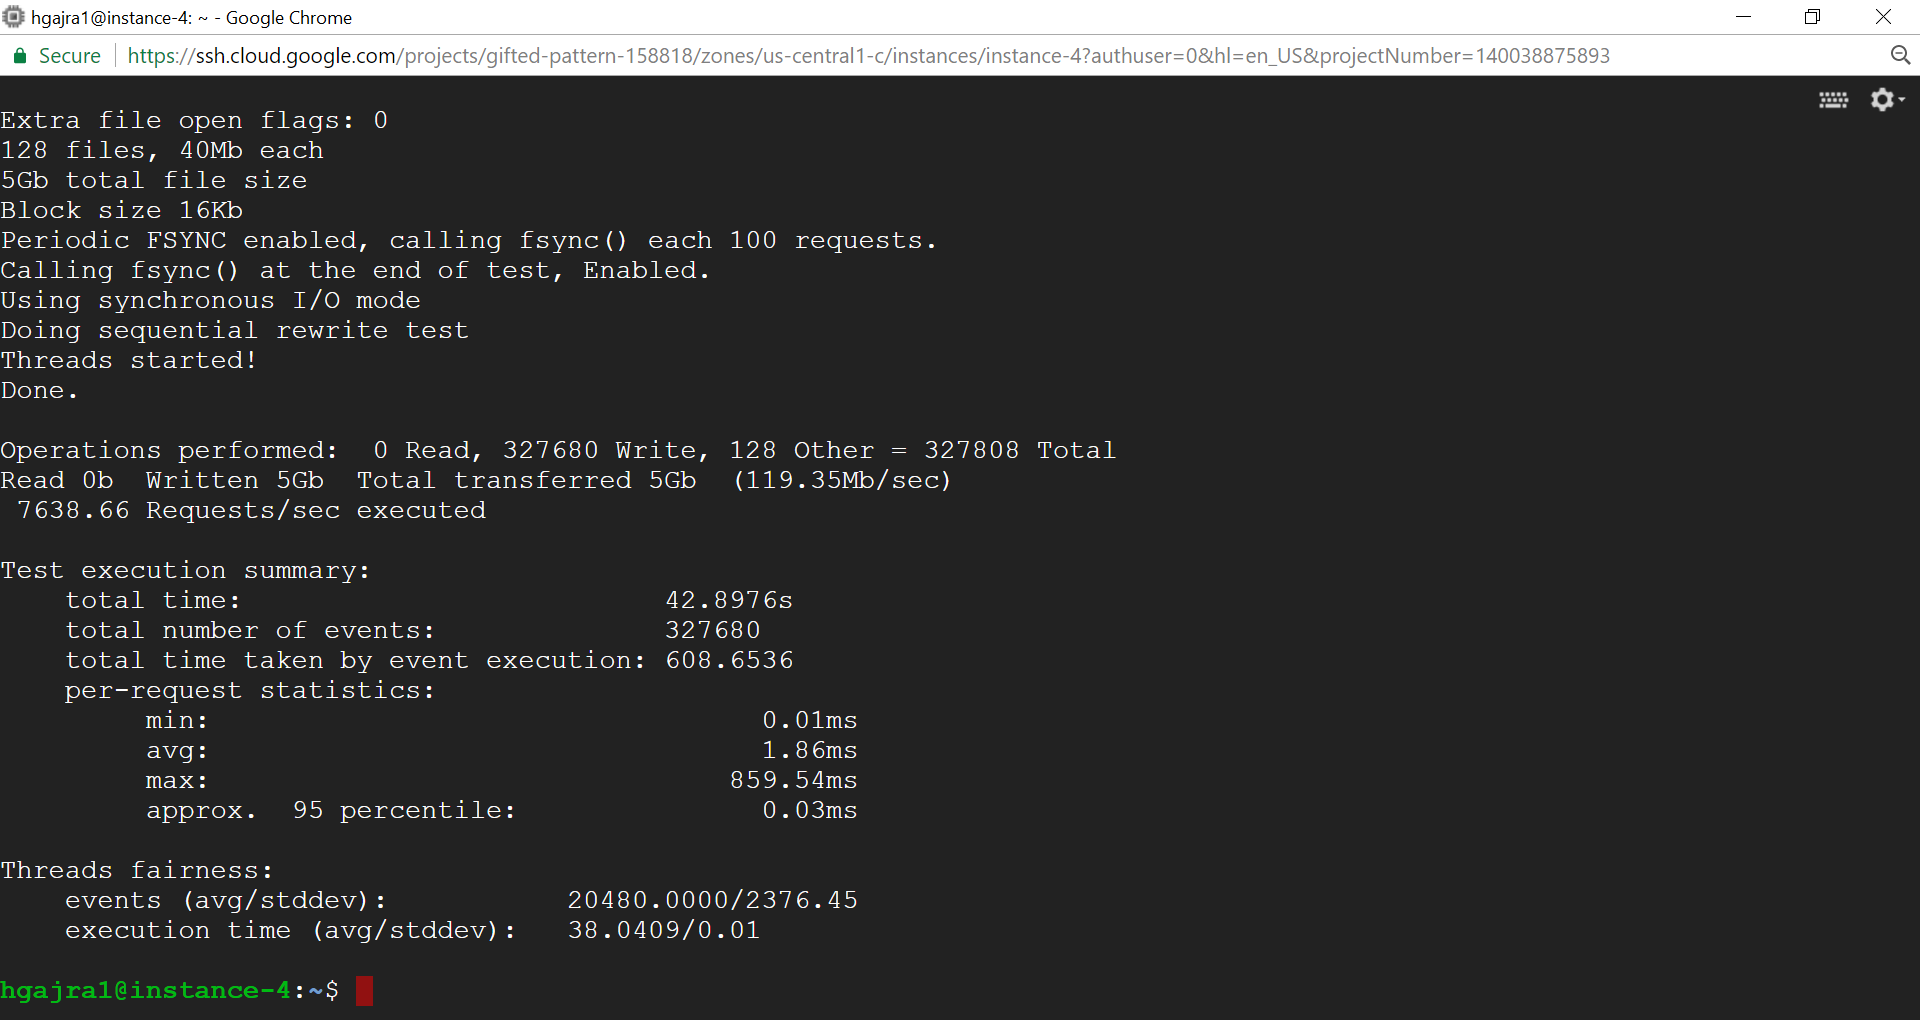 hgajra1@instance-4: ~ - Google Chrome
Secure https://ssh.cloud.google.com/projects/gifted-pattern-158818/zones/us-central1-c/instances/instance-4?authuser=0&hl=en_US&projectNumber=140038875893
Extra file open flags: 0
128 files, 40Mb each
5Gb total file size
Block size 16Kb
Periodic FSYNC enabled, calling fsync() each 100 requests.
Calling fsync() at the end of test, Enabled.
Using synchronous I/O mode
Doing sequential rewrite test
Threads started!
Done.
Operations performed:  0 Read, 327680 Write, 128 Other = 327808 Total
Read 0b  Written 5Gb  Total transferred 5Gb  (119.35Mb/sec)
7638.66 Requests/sec executed
Test execution summary:
total time: 42.8976s
total number of events: 327680
total time taken by event execution: 608.6536
per-request statistics:
min: 0.01ms
avg: 1.86ms
max: 859.54ms
approx.  95 percentile: 0.03ms
Threads fairness:
events (avg/stddev): 20480.0000/2376.45
execution time (avg/stddev): 38.0409/0.01
hgajra1@instance-4:~$